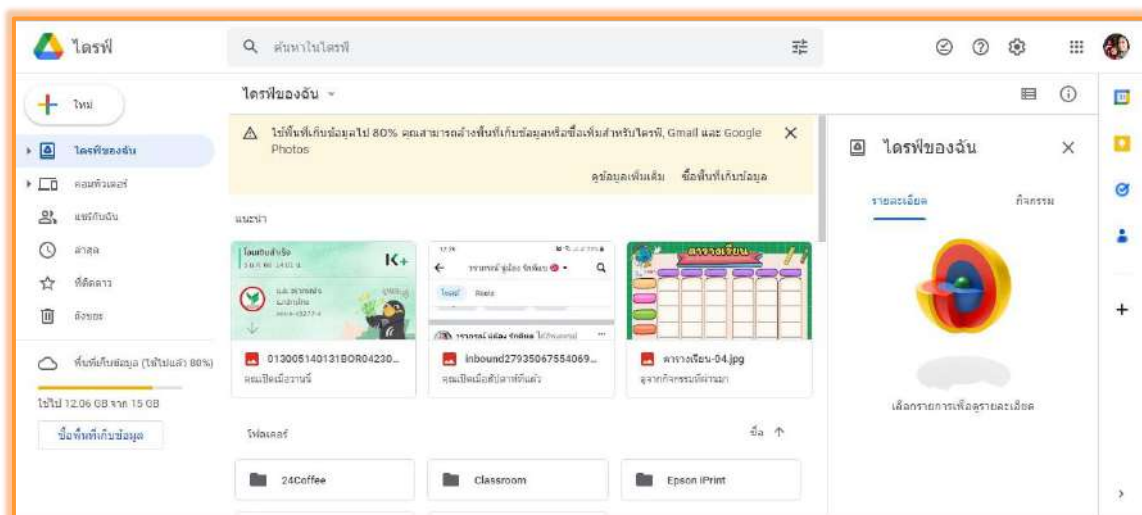 ไดรฟ์
ค้นหาในไดรฟ์
ใหม่
ไดรฟ์ของฉัน
คอมพิวเตอร์
แชร์กับฉัน
ล่าสุด
ที่ติดดาว
ถังขยะ
พื้นที่เก็บข้อมูล (ใช้ไปแล้ว 80%)
ใช้ไป 12.06 GB จาก 15 GB
ซื้อพื้นที่เก็บข้อมูล
ไดรฟ์ของฉัน
ใช้พื้นที่เก็บข้อมูลไป 80% คุณสามารถล้างพื้นที่เก็บข้อมูลหรือซื้อเพิ่มสำหรับไดรฟ์, Gmail และ Google
Photos
ดูข้อมูลเพิ่มเติม ซื้อพื้นที่เก็บข้อมูล
แนะนำ
โอนเงินสำเร็จ
K+
ตารางเรียน
013005140131BOR04230...
คุณเปิดเมื่อวานนี้
inbound27935067554069...
คุณเปิดเมื่อสัปดาห์ที่แล้ว
ตารางเรียน-04.jpg
ดูจากกิจกรรมที่ผ่านมา
โฟลเดอร์
ชื่อ
24Coffee
Classroom
Epson iPrint
ไดรฟ์ของฉัน
รายละเอียด กิจกรรม
เลือกรายการเพื่อดูรายละเอียด